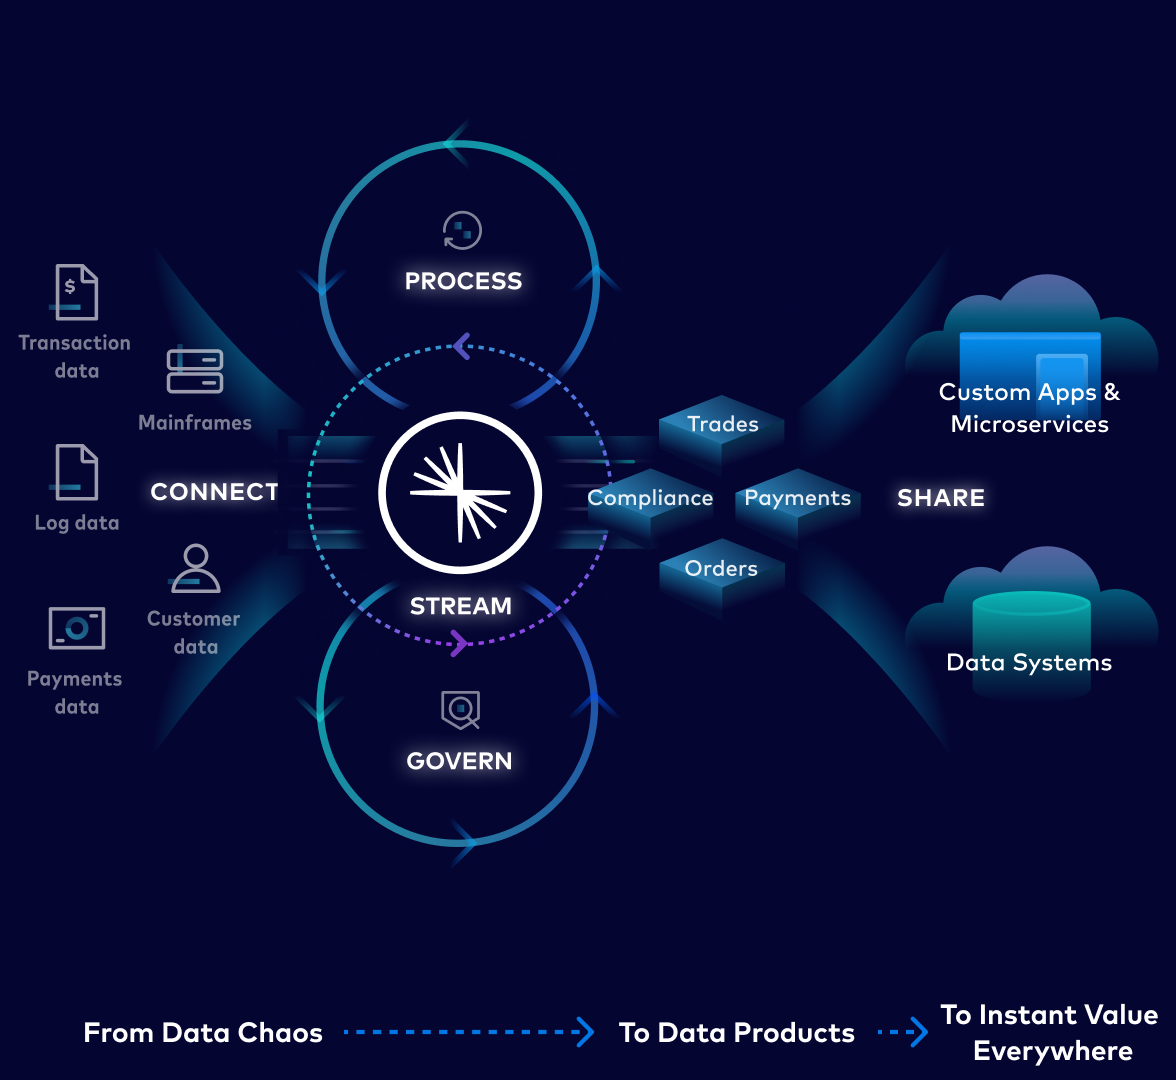 PROCESS
$
Transaction
data
Mainframes
Log data
CONNECT
Customer
data
Payments
data
STREAM
GOVERN
Trades
Compliance
Payments
Orders
SHARE
Custom Apps &
Microservices
Data Systems
From Data Chaos
To Data Products
To Instant Value
Everywhere